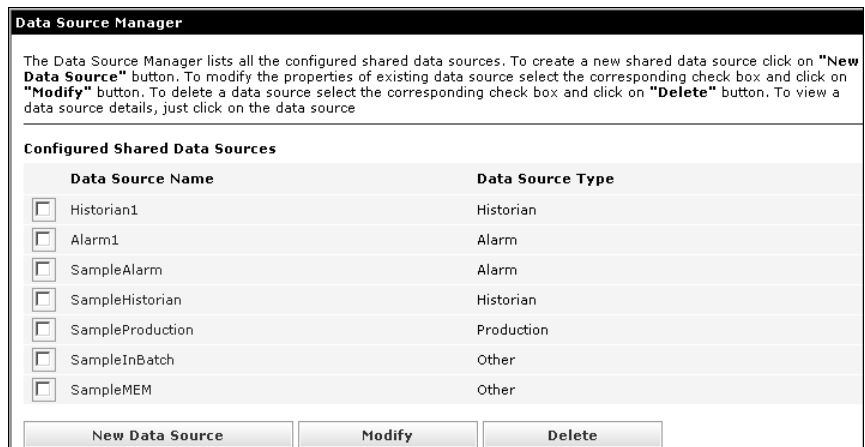 Data Source Manager
The Data Source Manager lists all the configured shared data sources. To create a new shared data source click on "New
Data Source" button. To modify the properties of existing data source select the corresponding check box and click on
"Modify" button. To delete a data source select the corresponding check box and click on "Delete" button. To view a
data source details, just click on the data source
Configured Shared Data Sources
Data Source Name Data Source Type
Historian1 Historian
Alarm1 Alarm
SampleAlarm Alarm
SampleHistorian Historian
SampleProduction Production
SampleInBatch Other
SampleMEM Other
New Data Source Modify Delete